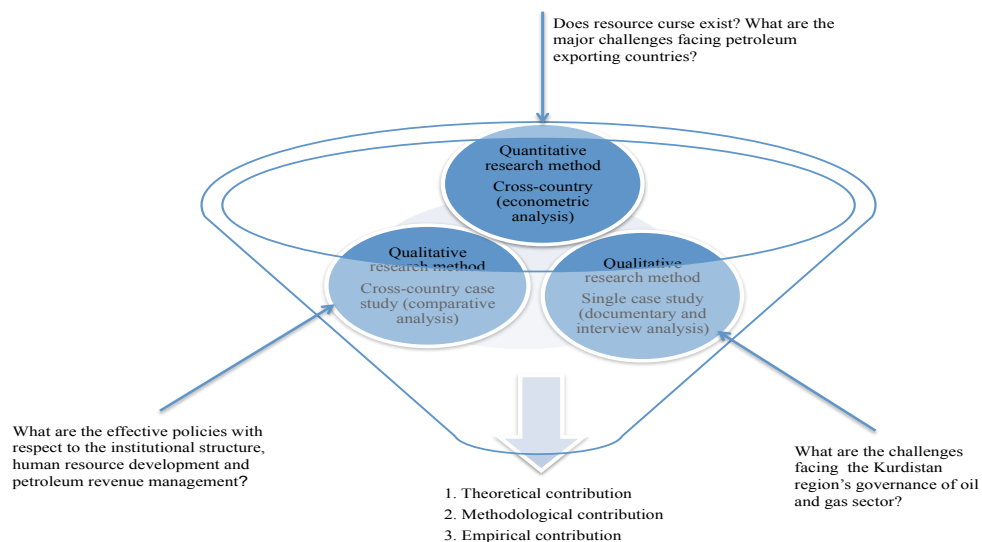 Does resource curse exist? What are the
major challenges facing petroleum
exporting countries?
Quantitative
research method
Cross-country
(econometric
analysis)
Qualitative
research method
Cross-country case
study (comparative
analysis)
Qualitative
research method
Single case study
(documentary and
interview analysis)
What are the effective policies with
respect to the institutional structure,
human resource development and
petroleum revenue management?
What are the challenges
facing the Kurdistan
region's governance of oil
and gas sector?
1. Theoretical contribution
2. Methodological contribution
3. Empirical contribution